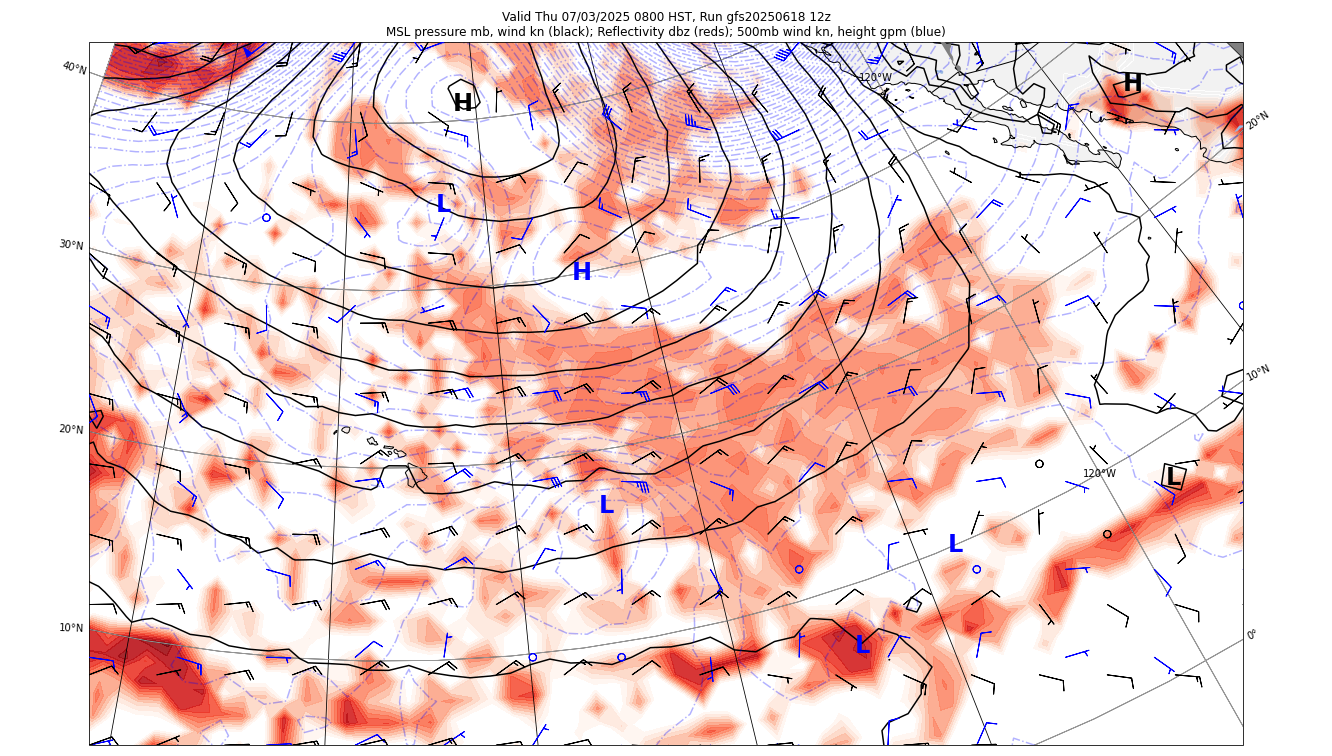 Valid Thu 07/03/2025 0800 HST, Run gfs20250618 12z
MSL pressure mb, wind kn (black); Reflectivity dbz (reds); 500mb wind kn, height gpm (blue)
40°N
120°W
H
H
20°N
L
30°N
H
10°N
20°N
120°W
L
L
L
10°N
0°
L